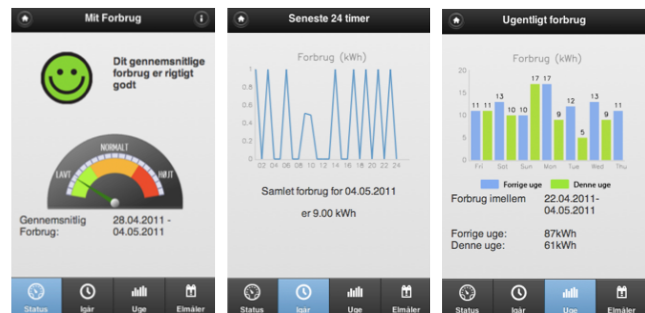 Mit Forbrug
Dit gennemsnitlige
forbrug er rigtigt
godt
NORMALT
LAVT
HØJT
Gennemsnitlig
Forbrug:
28.04.2011 -
04.05.2011
Status
Igår
Uge
Elmåler
Seneste 24 timer
Forbrug (kWh)
1
0.8
0.6
0.4
0.2
0
02 04 06 08 10 12 14 16 18 20 22 24
Samlet forbrug for 04.05.2011
er 9.00 kWh
Status
Igår
Uge
Elmåler
Ugentligt forbrug
Forbrug (kWh)
20
15
10
5
0
11 11 13 10 10 17 17 9 12 5 13 9 11
Fri Sat Sun Mon Tue Wed Thu
Forrige uge
Denne uge
Forbrug imellem
22.04.2011-
04.05.2011
Forrige uge: 87kWh
Denne uge: 61kWh
Status
Igår
Uge
Elmåler